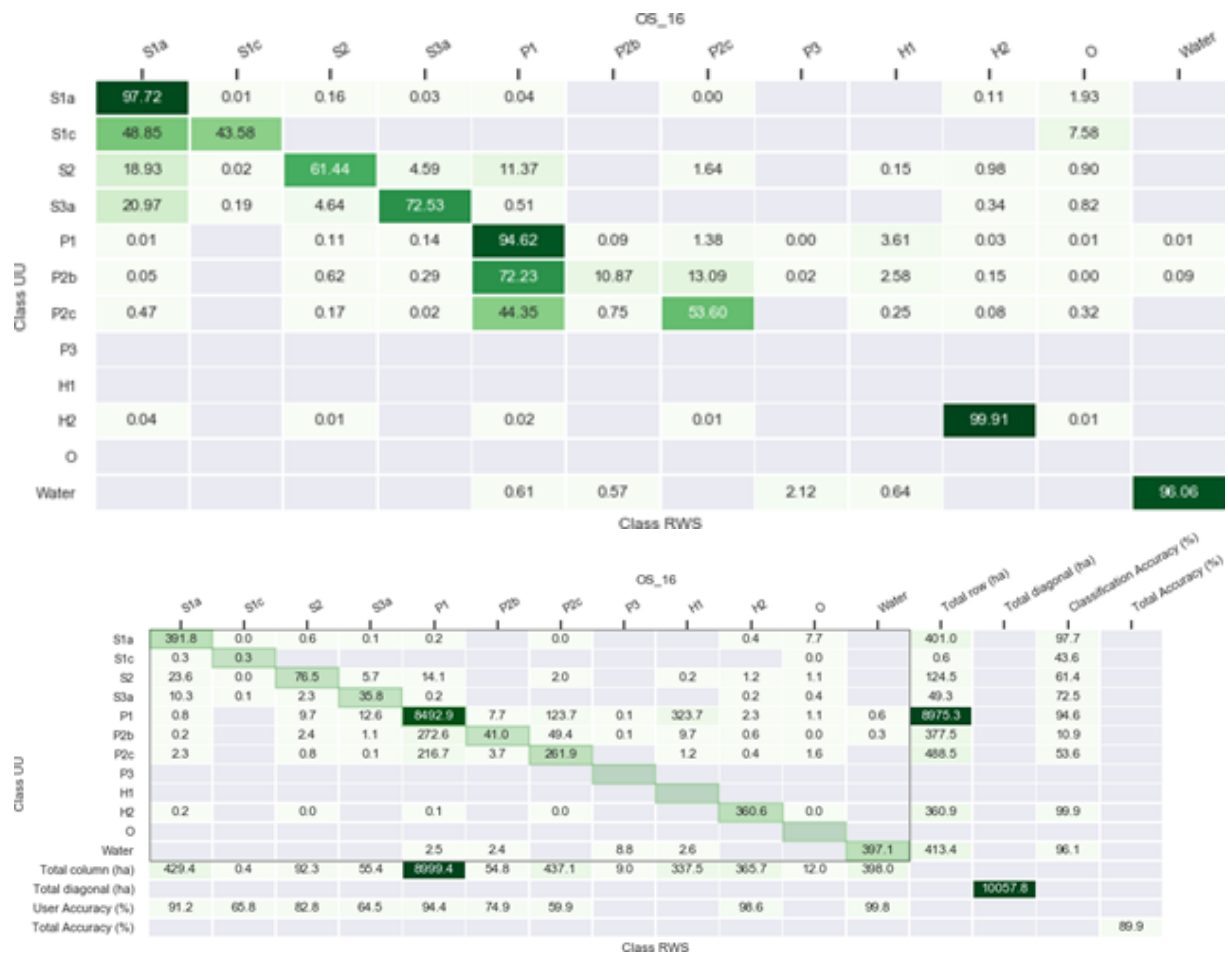 OS_16
S1a S1c S2 S3a P1 P2b P2c P3 H1 H2 O Water
S1a 97.72 0.01 0.16 0.03 0.04 0.00 0.11 1.93
S1c 48.85 43.58 7.58
S2 18.93 0.02 61.44 4.59 11.37 1.64 0.15 0.98 0.90
S3a 20.97 0.19 4.64 72.53 0.51 0.34 0.82
P1 0.01 0.11 0.14 94.62 0.09 1.38 0.00 3.61 0.03 0.01 0.01
P2b 0.05 0.62 0.29 72.23 10.87 13.09 0.02 2.58 0.15 0.00 0.09
P2c 0.47 0.17 0.02 44.35 0.75 53.60 0.25 0.08 0.32
P3
H1
H2 0.04 0.01 0.02 0.01 99.91 0.01
O
Water 0.61 0.57 2.12 0.64 96.06
Class UU
Class RWS
OS_16
S1a S1c S2 S3a P1 P2b P2c P3 H1 H2 O Water Total row (ha) Total diagonal (ha) Classification Accuracy (%) Total Accuracy (%)
S1a 391.8 0.0 0.6 0.1 0.2 0.0 0.4 7.7 401.0 97.7
S1c 0.3 0.3 0.0 0.6 43.6
S2 23.6 0.0 76.5 5.7 14.1 2.0 0.2 1.2 1.1 124.5 61.4
S3a 10.3 0.1 2.3 35.8 0.2 0.2 0.4 49.3 72.5
P1 0.8 9.7 12.6 8492.9 7.7 123.7 0.1 323.7 2.3 1.1 0.6 8975.3 94.6
P2b 0.2 2.4 1.1 272.6 41.0 49.4 0.1 9.7 0.6 0.0 0.3 377.5 10.9
P2c 2.3 0.8 0.1 216.7 3.7 261.9 1.2 0.4 1.6 488.5 53.6
P3
H1
H2 0.2 0.0 0.1 0.0 360.6 0.0 360.9 99.9
O
Water 2.5 2.4 8.8 2.6 397.1 413.4 96.1
Total column (ha) 429.4 0.4 92.3 55.4 8999.4 54.8 437.1 9.0 337.5 365.7 12.0 398.0
Total diagonal (ha) 10057.8
User Accuracy (%) 91.2 65.8 82.8 64.5 94.4 74.9 59.9 98.6 99.8
Total Accuracy (%) 89.9
Class UU
Class RWS